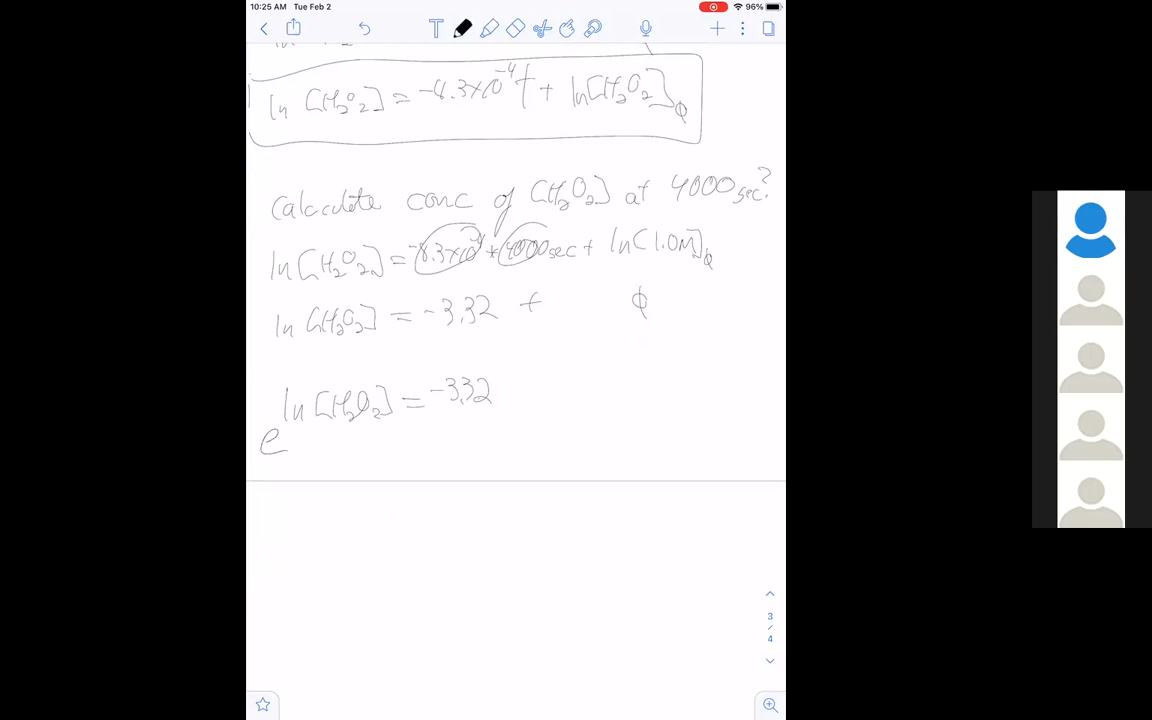 10:25 AM Tue Feb 2 96%
T
ln [H₂O₂] = -8.3×10⁻⁴t + ln[H₂O₂]₀
Calculate conc of [H₂O₂] at 4000 sec?
ln[H₂O₂] = -8.3×10⁻⁴ * 4000 sec + ln[1.0M]₀
ln [H₂O₂] = -3.32 + 0
ln [H₂O₂] = -3.32
e
3
/
4